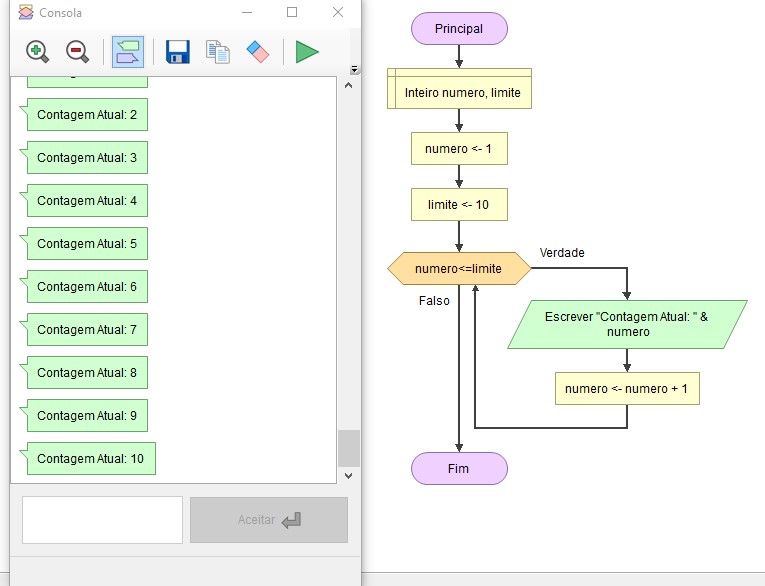 Consola
Contagem Atual: 2
Contagem Atual: 3
Contagem Atual: 4
Contagem Atual: 5
Contagem Atual: 6
Contagem Atual: 7
Contagem Atual: 8
Contagem Atual: 9
Contagem Atual: 10
Aceitar
Principal
Inteiro numero, limite
numero <- 1
limite <- 10
numero<=limite
Verdade
Falso
Escrever "Contagem Atual: " &
numero
numero <- numero + 1
Fim